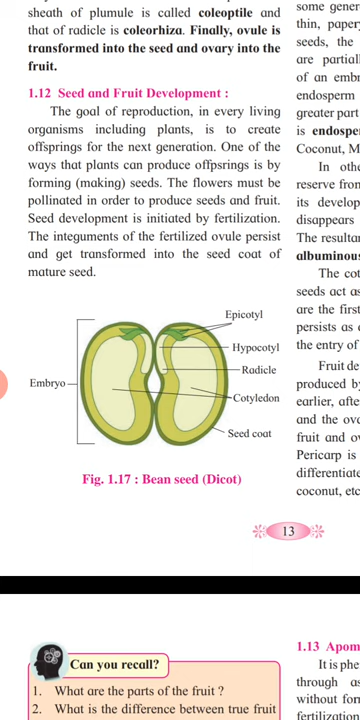 sheath of plumule is called coleoptile and
that of radicle is coleorhiza. Finally, ovule is
transformed into the seed and ovary into the
fruit.
1.12 Seed and Fruit Development :
The goal of reproduction, in every living
organisms including plants, is to create
offsprings for the next generation. One of the
ways that plants can produce offpsrings is by
forming (making) seeds. The flowers must be
pollinated in order to produce seeds and fruit.
Seed development is initiated by fertilization.
The integuments of the fertilized ovule persist
and get transformed into the seed coat of
mature seed.
Epicotyl
Hypocotyl
Radicle
Embryo
Cotyledon
Seed coat
Fig. 1.17 : Bean seed (Dicot)
some gener
thin, papery
seeds, the
are partiall
of an embr
endosperm
greater part
is endospe
Coconut, M
In othe
reserve from
its develop
disappears
The resultan
albuminous
The cot
seeds act as
are the first
persists as
the entry of
Fruit de
produced by
earlier, afte
and the ova
fruit and ov
Pericarp is
differentiate
coconut, etc
13
Can you recall?
1. What are the parts of the fruit ?
2. What is the difference between true fruit
1.13 Apom
It is phe
through as
without for
fertilization